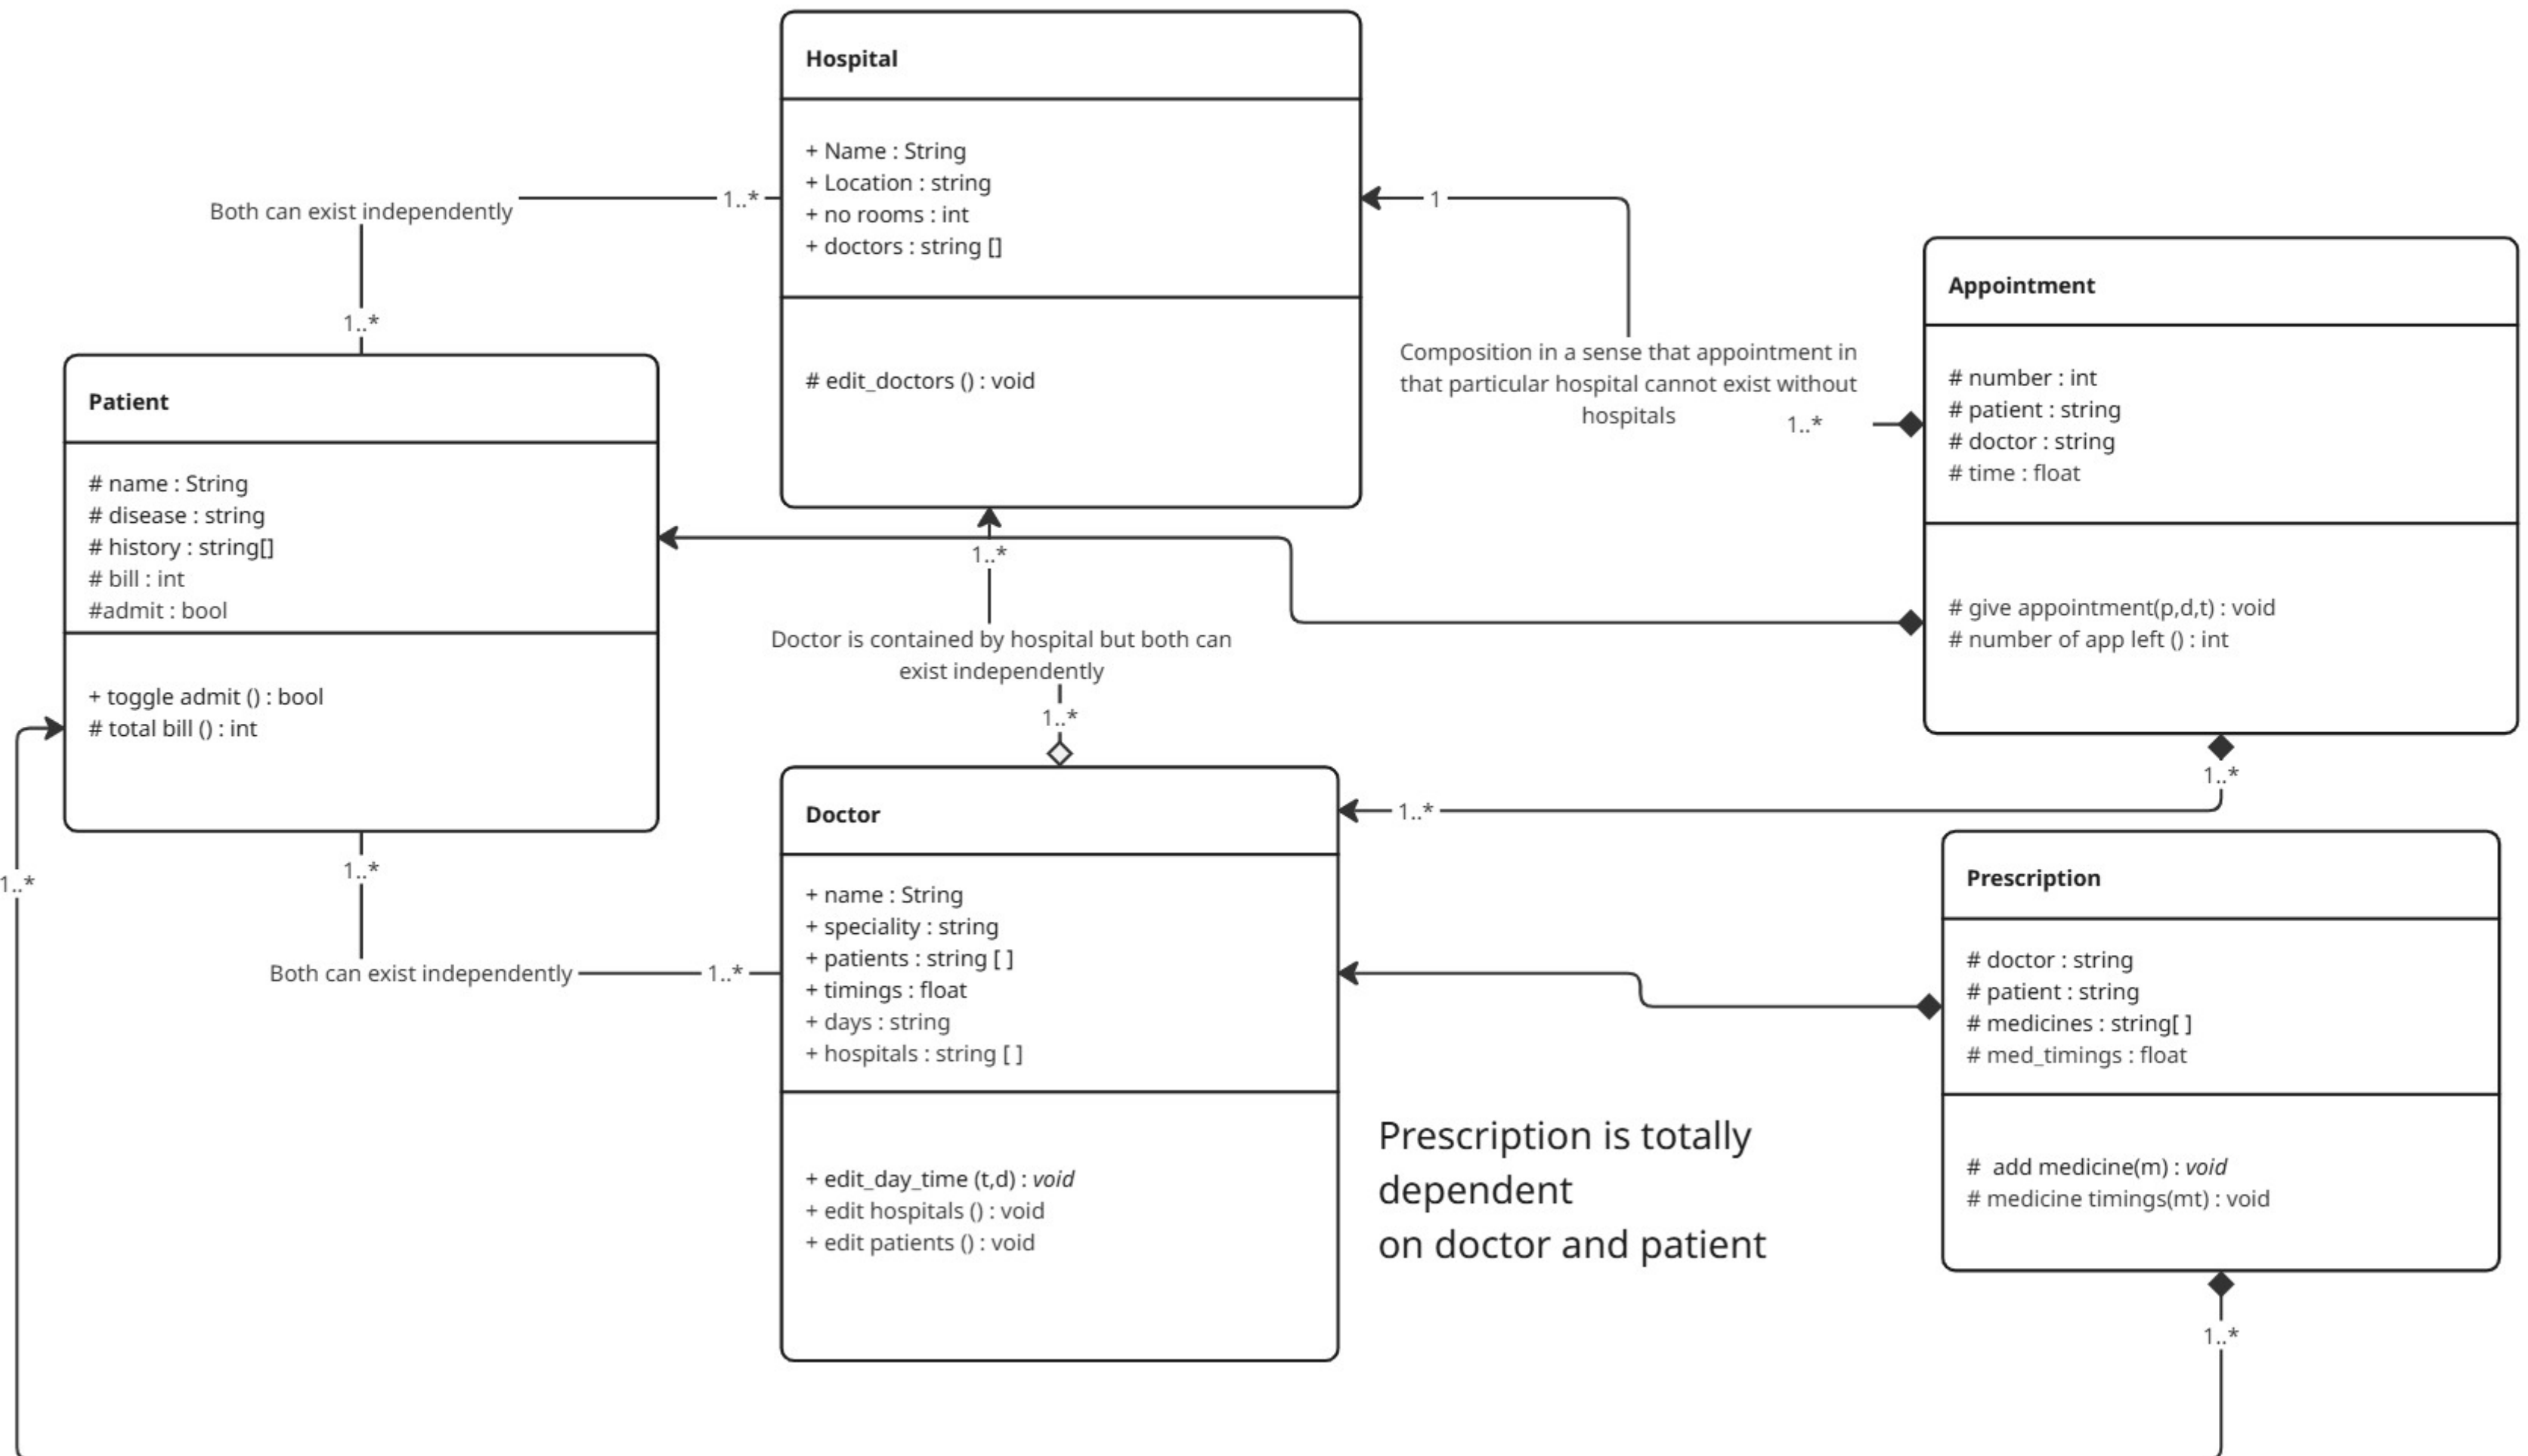 Hospital
+ Name : String
+ Location : string
+ no rooms : int
+ doctors : string []
# edit_doctors () : void
Both can exist independently
1..*
1..*
1
Composition in a sense that appointment in
that particular hospital cannot exist without
hospitals
1..*
Appointment
# number : int
# patient : string
# doctor : string
# time : float
# give appointment(p,d,t) : void
# number of app left () : int
Patient
# name : String
# disease : string
# history : string[]
# bill : int
#admit : bool
+ toggle admit () : bool
# total bill () : int
1..*
Doctor is contained by hospital but both can
exist independently
1..*
1..*
1..*
Doctor
+ name : String
+ speciality : string
+ patients : string [ ]
+ timings : float
+ days : string
+ hospitals : string [ ]
+ edit_day_time (t,d) : void
+ edit hospitals () : void
+ edit patients () : void
1..*
1..*
Both can exist independently
1..*
Prescription
# doctor : string
# patient : string
# medicines : string[ ]
# med_timings : float
#  add medicine(m) : void
# medicine timings(mt) : void
Prescription is totally
dependent
on doctor and patient
1..*